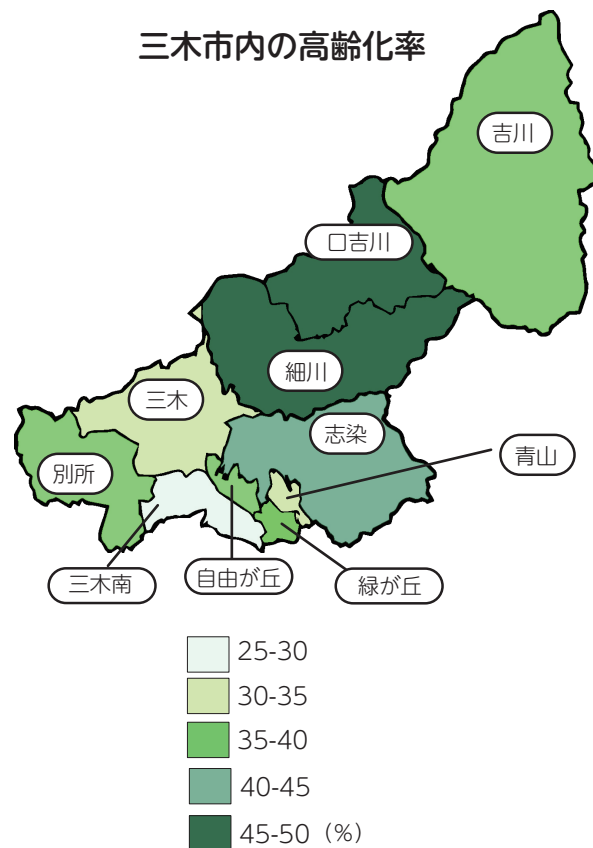 三木市内の高齢化率
吉川
口吉川
細川
三木
志染
青山
別所
三木南
自由が丘
緑が丘
25-30
30-35
35-40
40-45
45-50（%）